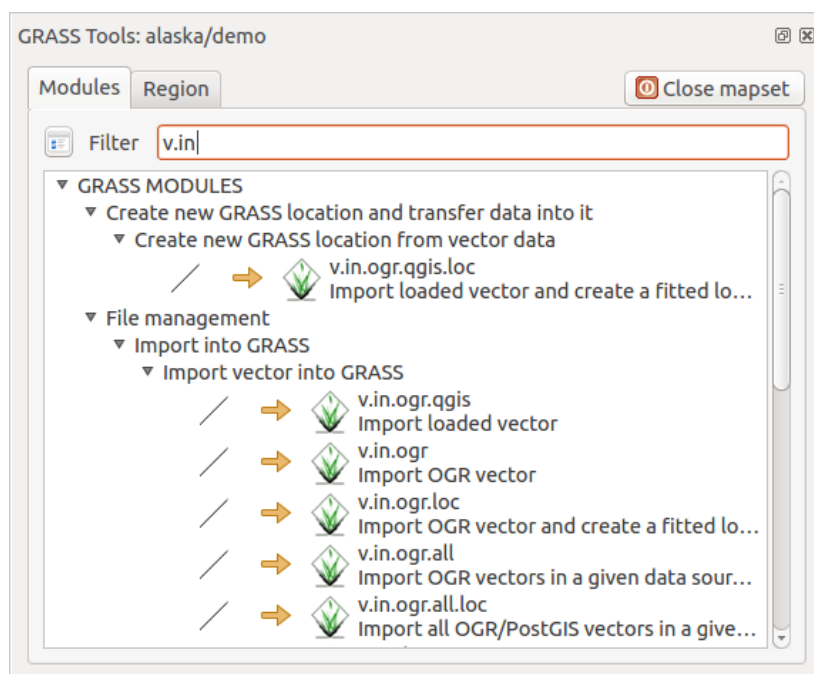 GRASS Tools: alaska/demo
Modules
Region
Close mapset
Filter
v.in
GRASS MODULES
Create new GRASS location and transfer data into it
Create new GRASS location from vector data
v.in.ogr.qgis.loc
Import loaded vector and create a fitted lo...
File management
Import into GRASS
Import vector into GRASS
v.in.ogr.qgis
Import loaded vector
v.in.ogr
Import OGR vector
v.in.ogr.loc
Import OGR vector and create a fitted lo...
v.in.ogr.all
Import OGR vectors in a given data sour...
v.in.ogr.all.loc
Import all OGR/PostGIS vectors in a give...